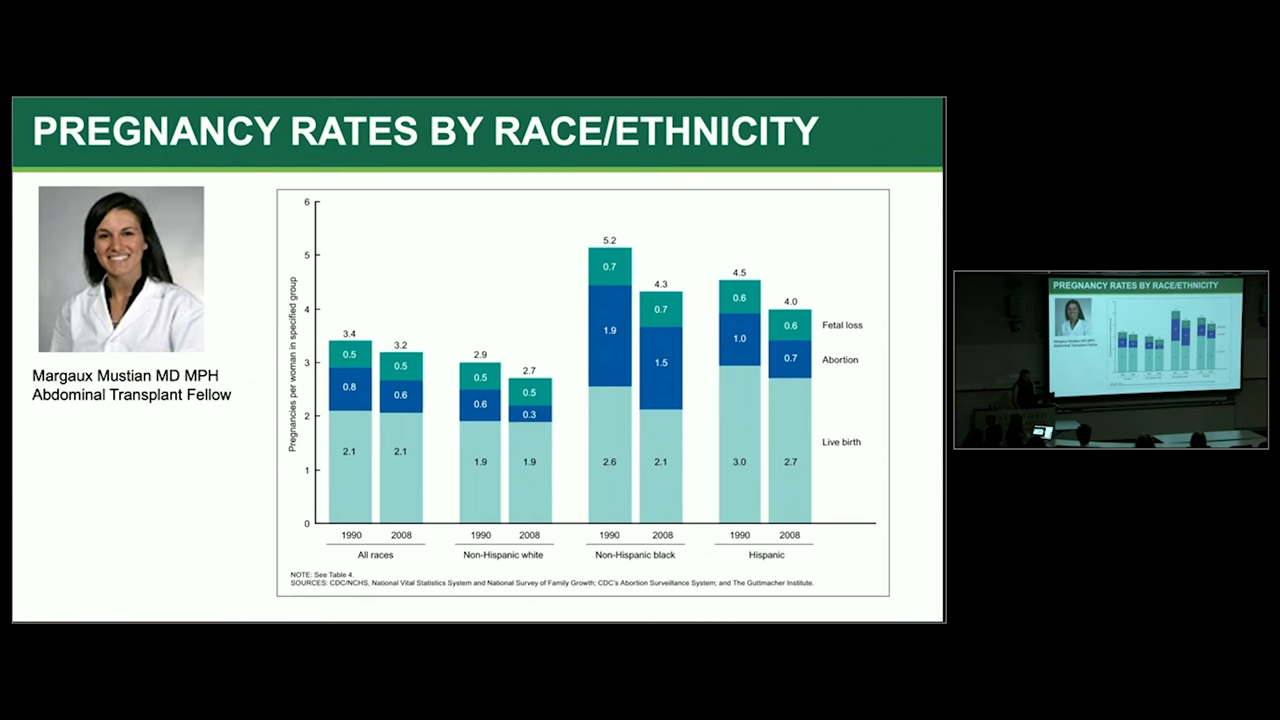 PREGNANCY RATES BY RACE/ETHNICITY
Margaux Mustian MD MPH
Abdominal Transplant Fellow
Pregnancies per woman in specified group
6
5
4
3
2
1
0
3.4
0.5
0.8
2.1
3.2
0.5
0.6
2.1
2.9
0.5
0.6
1.9
2.7
0.5
0.3
1.9
5.2
0.7
1.9
2.6
4.3
0.7
1.5
2.1
4.5
0.6
1.0
3.0
4.0
0.6
0.7
2.7
Fetal loss
Abortion
Live birth
1990 2008 1990 2008 1990 2008 1990 2008
All races Non-Hispanic white Non-Hispanic black Hispanic
NOTE: See Table 4.
SOURCES: CDC/NCHS, National Vital Statistics System and National Survey of Family Growth; CDC's Abortion Surveillance System; and The Guttmacher Institute.
PREGNANCY RATES BY RACE/ETHNICITY
Margaux Mustian MD MPH
Abdominal Transplant Fellow